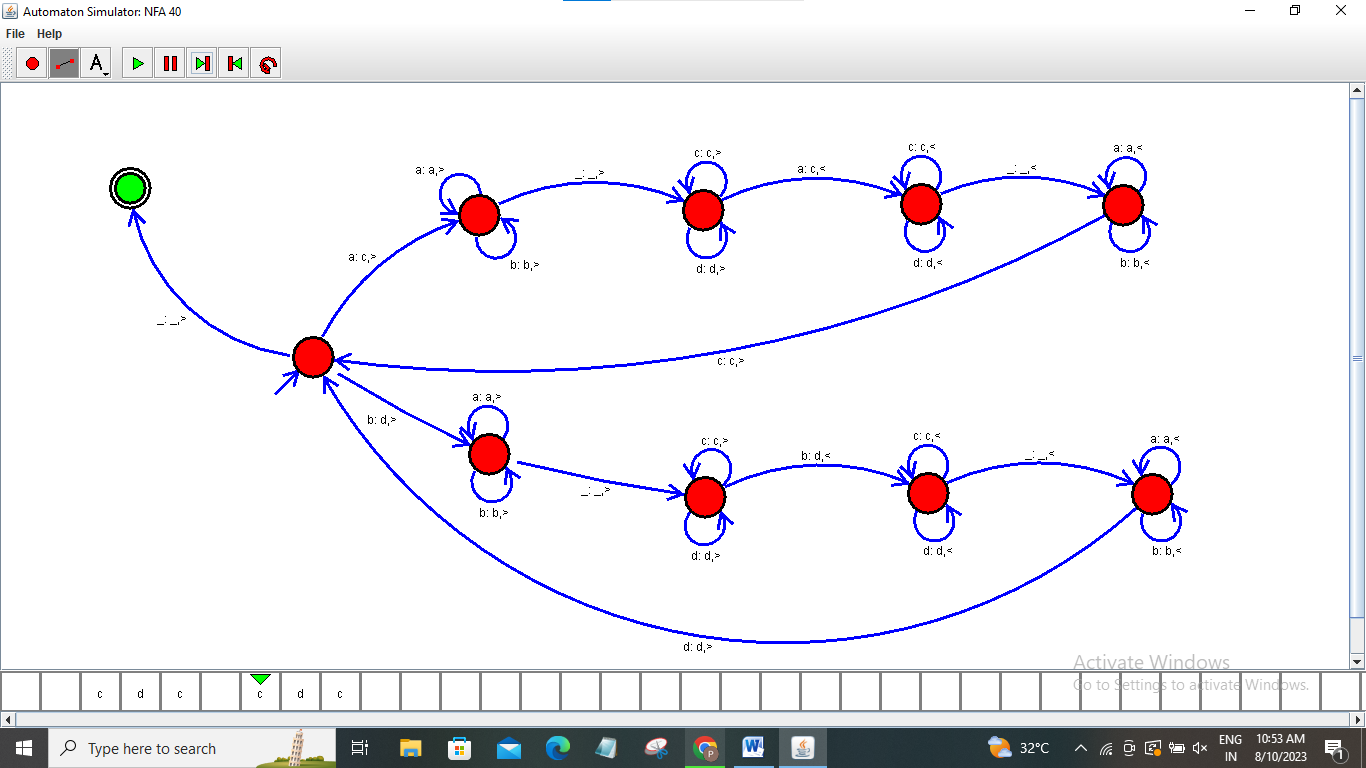 Automaton Simulator: NFA 40
File Help
A
a: a,>
b: b,>
_: _,>
c: c,>
d: d,>
a: c,<
c: c,<
d: d,<
_: _,<
a: a,<
b: b,<
a: c,>
_: _,>
c: c,>
b: d,>
a: a,>
b: b,>
_: _,>
c: c,>
d: d,>
b: d,<
c: c,<
d: d,<
_: _,<
a: a,<
b: b,<
d: d,>
Activate Windows
Go to Settings to activate Windows.
c d c c d c
Type here to search
W
P
32°C
ENG
IN
10:53 AM
8/10/2023
1